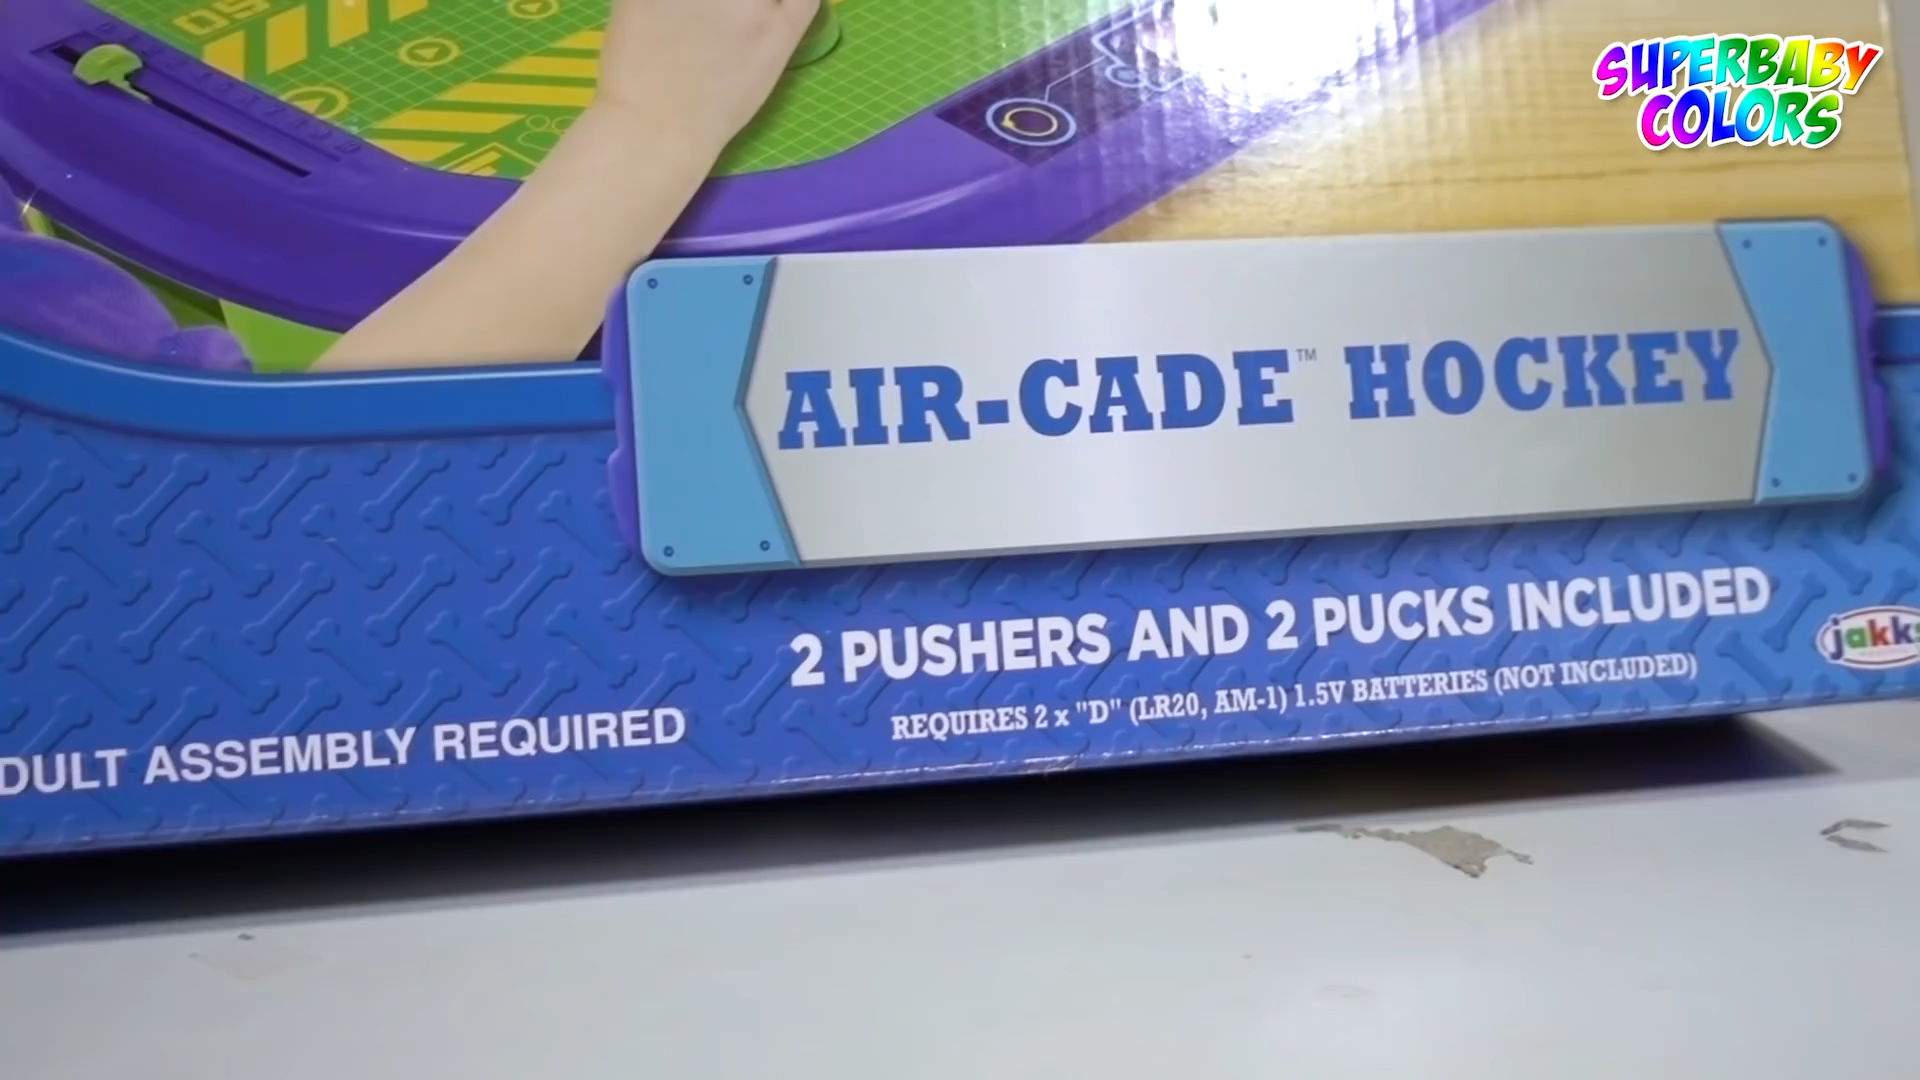 SUPERBABY
COLORS
AIR-CADE™ HOCKEY
2 PUSHERS AND 2 PUCKS INCLUDED
REQUIRES 2 x "D" (LR20, AM-1) 1.5V BATTERIES (NOT INCLUDED)
DULT ASSEMBLY REQUIRED
jakks